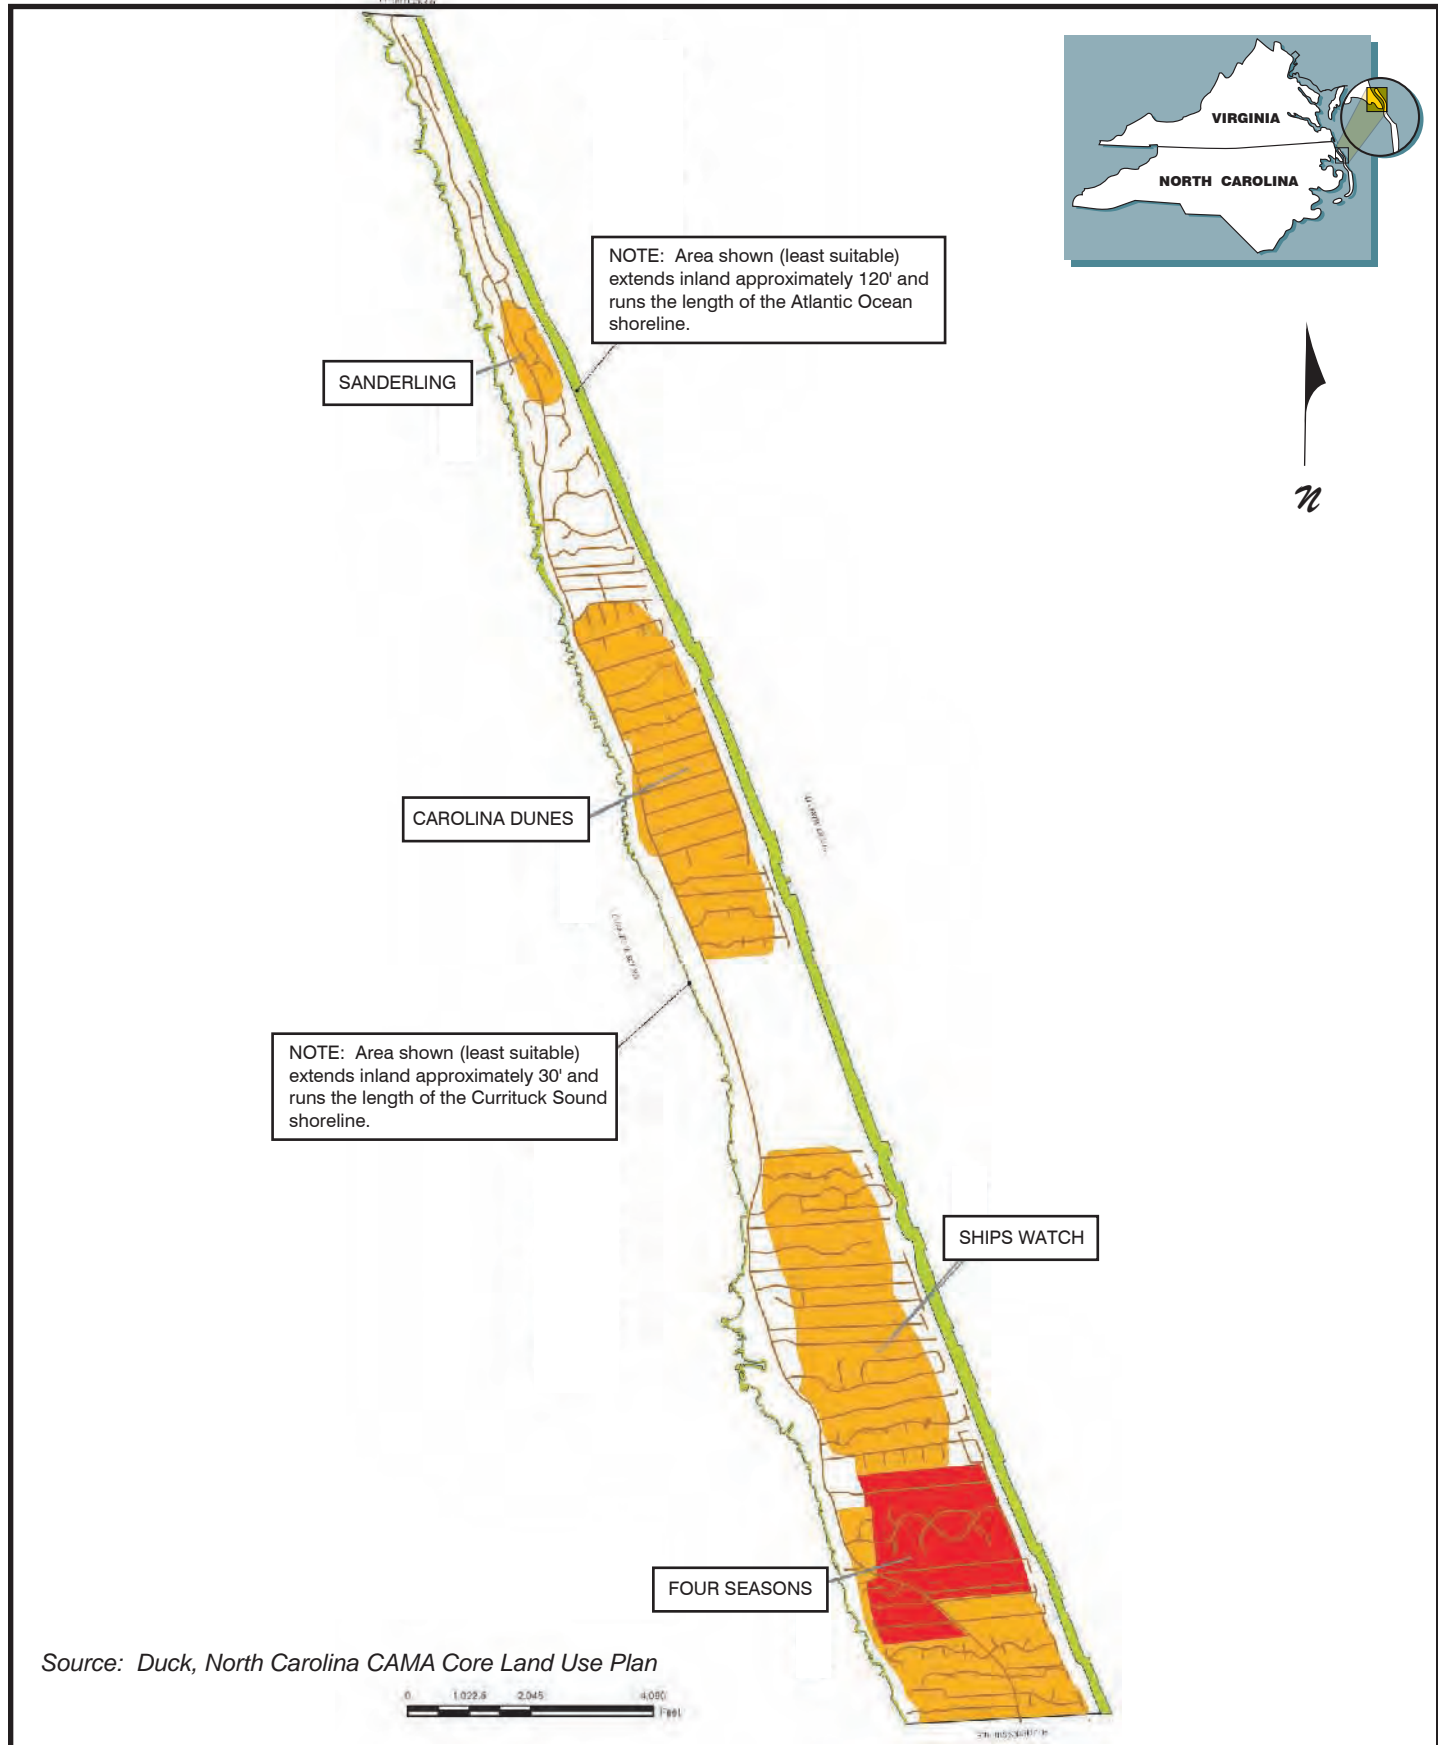 VIRGINIA
NORTH CAROLINA
NOTE: Area shown (least suitable)
extends inland approximately 120' and
runs the length of the Atlantic Ocean
shoreline.
SANDERLING
N
CAROLINA DUNES
NOTE: Area shown (least suitable)
extends inland approximately 30' and
runs the length of the Currituck Sound
shoreline.
SHIPS WATCH
FOUR SEASONS
Source: Duck, North Carolina CAMA Core Land Use Plan
0 1,022.5 2,045 4,090
Feet